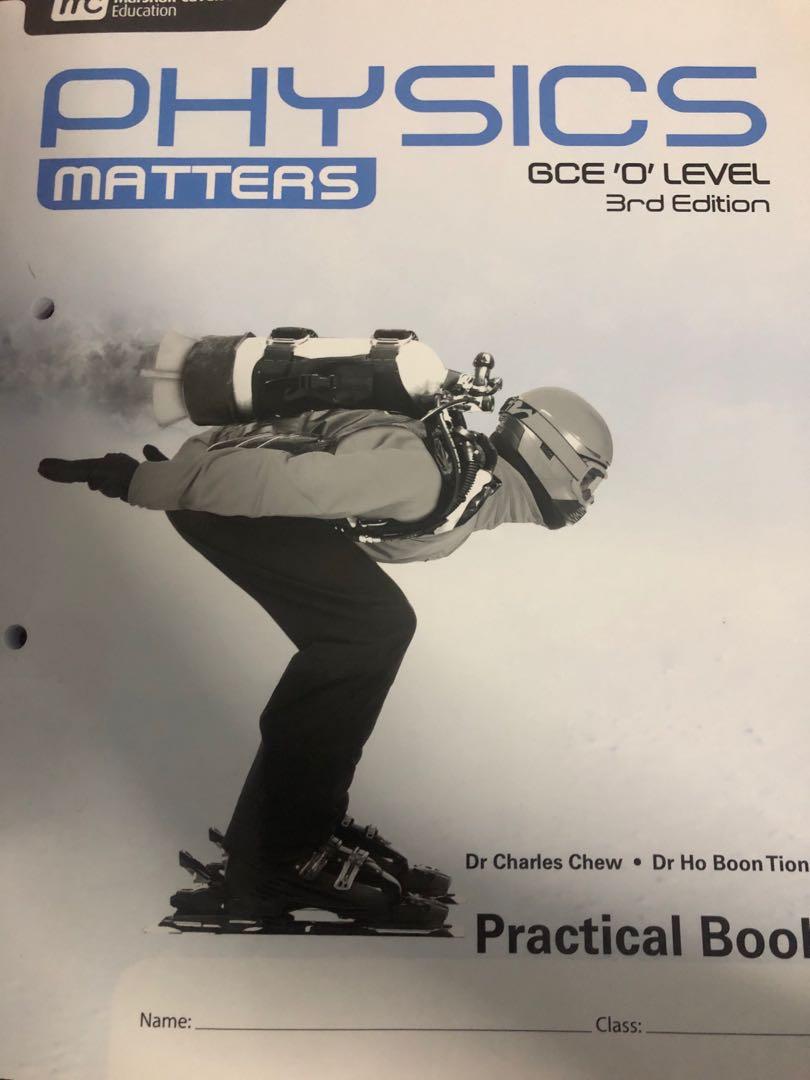 Education
PHYSICS
MATTERS
GCE 'O' LEVEL
3rd Edition
Dr Charles Chew • Dr Ho Boon Tion
Practical Boo
Name:
Class: